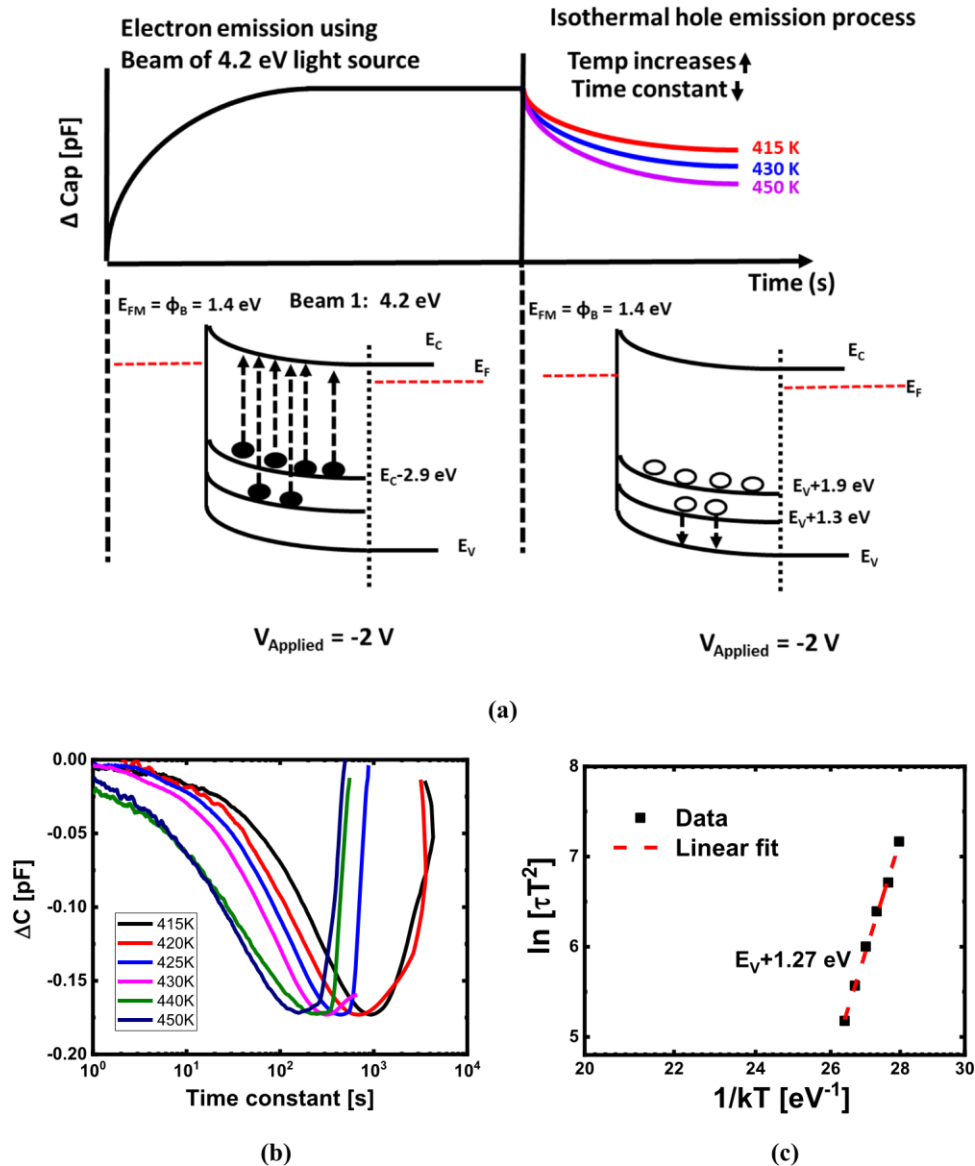 Electron emission using
Beam of 4.2 eV light source
Isothermal hole emission process
Temp increases
Time constant
Δ Cap [pF]
415 K
430 K
450 K
Time (s)
E_FM = ϕ_B = 1.4 eV
Beam 1: 4.2 eV
E_C
E_F
E_C-2.9 eV
E_V
V_Applied = -2 V
E_FM = ϕ_B = 1.4 eV
E_C
E_F
E_V+1.9 eV
E_V+1.3 eV
E_V
V_Applied = -2 V
(a)
0.00
-0.05
-0.10
-0.15
-0.20
ΔC [pF]
415K
420K
425K
430K
440K
450K
10^0
10^1
10^2
10^3
10^4
Time constant [s]
(b)
8
7
6
5
ln [τT^2]
Data
Linear fit
E_V+1.27 eV
20
22
24
26
28
30
1/kT [eV^-1]
(c)